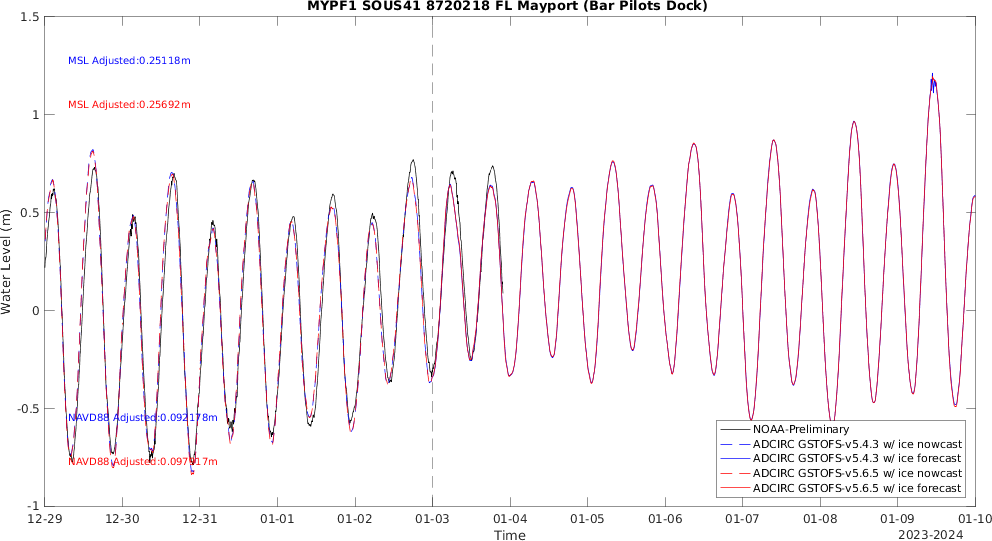 MYPF1 SOUS41 8720218 FL Mayport (Bar Pilots Dock)
1.5
MSL Adjusted:0.25118m
MSL Adjusted:0.25692m
1
0.5
Water Level (m)
0
-0.5
NAVD88 Adjusted:0.092178m
NAVD88 Adjusted:0.097917m
-1
NOAA-Preliminary
ADCIRC GSTOFS-v5.4.3 w/ ice nowcast
ADCIRC GSTOFS-v5.4.3 w/ ice forecast
ADCIRC GSTOFS-v5.6.5 w/ ice nowcast
ADCIRC GSTOFS-v5.6.5 w/ ice forecast
12-29 12-30 12-31 01-01 01-02 01-03 01-04 01-05 01-06 01-07 01-08 01-09 01-10
Time
2023-2024